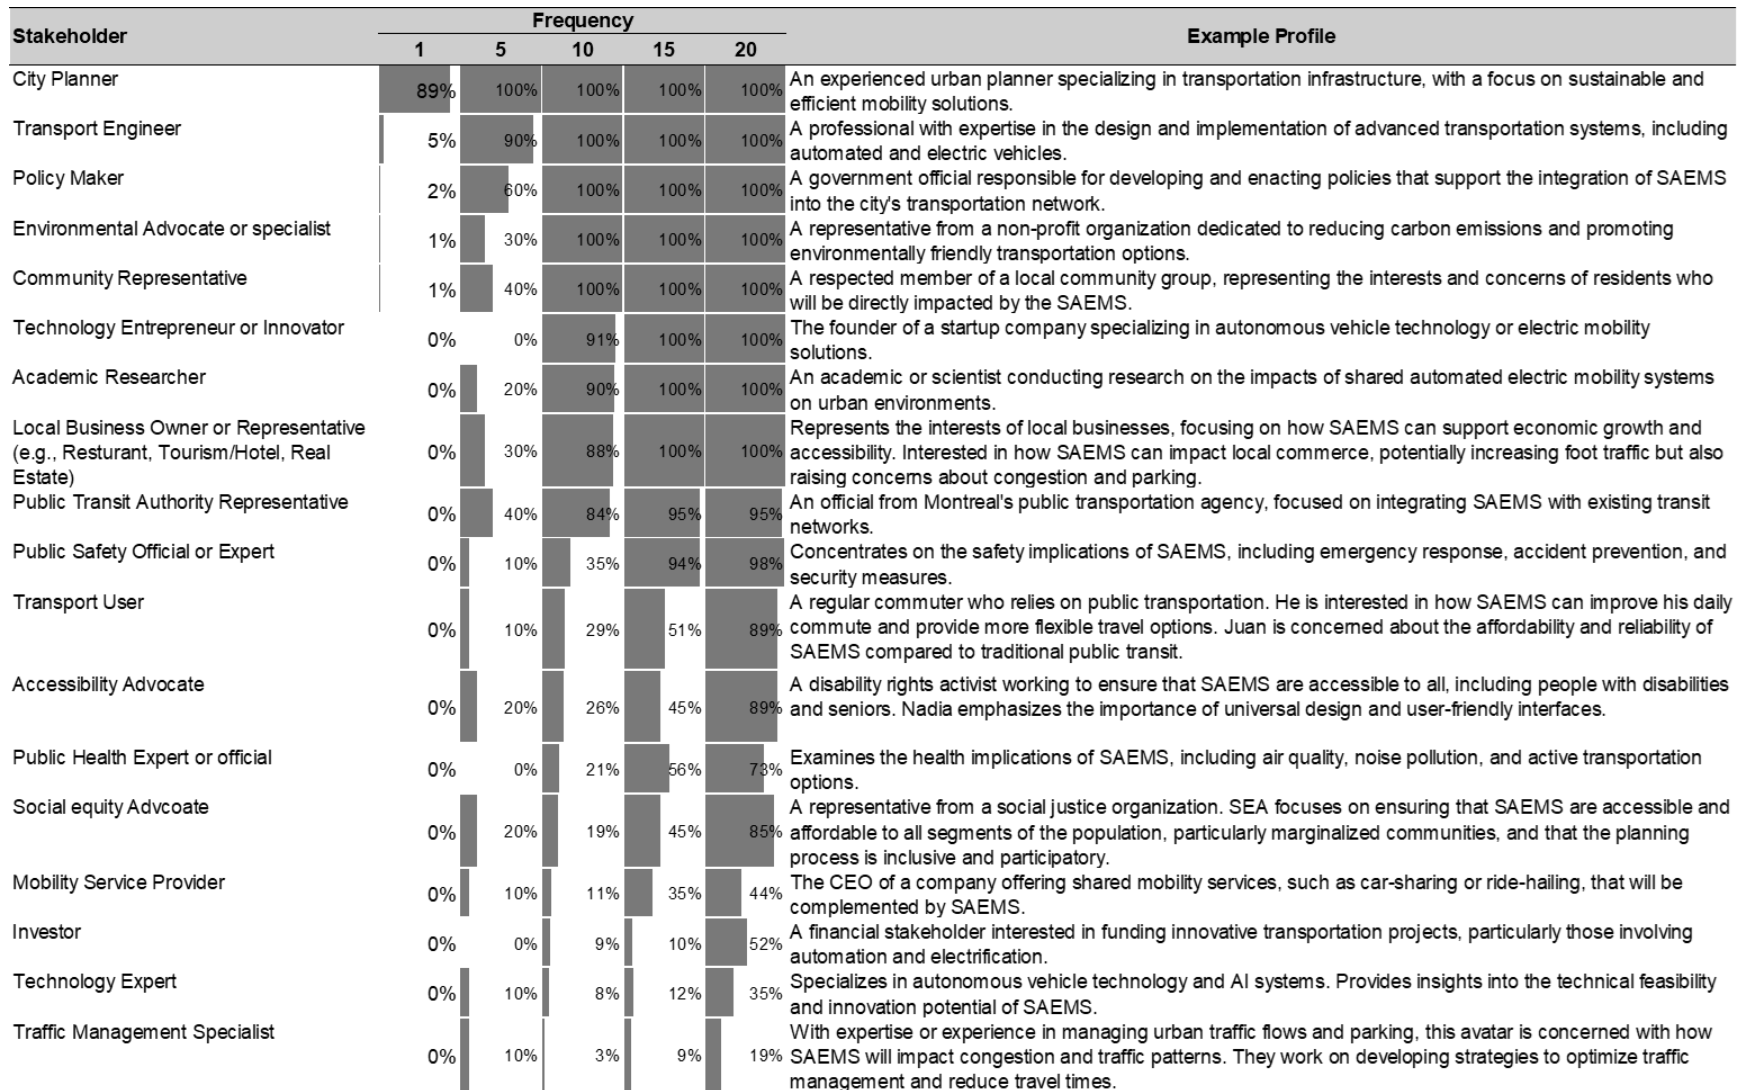 Stakeholder Frequency Example Profile
1 5 10 15 20
City Planner 89% 100% 100% 100% 100% An experienced urban planner specializing in transportation infrastructure, with a focus on sustainable and
efficient mobility solutions.
Transport Engineer 5% 90% 100% 100% 100% A professional with expertise in the design and implementation of advanced transportation systems, including
automated and electric vehicles.
Policy Maker 2% 60% 100% 100% 100% A government official responsible for developing and enacting policies that support the integration of SAEMS
into the city's transportation network.
Environmental Advocate or specialist 1% 30% 100% 100% 100% A representative from a non-profit organization dedicated to reducing carbon emissions and promoting
environmentally friendly transportation options.
Community Representative 1% 40% 100% 100% 100% A respected member of a local community group, representing the interests and concerns of residents who
will be directly impacted by the SAEMS.
Technology Entrepreneur or Innovator 0% 0% 91% 100% 100% The founder of a startup company specializing in autonomous vehicle technology or electric mobility
solutions.
Academic Researcher 0% 20% 90% 100% 100% An academic or scientist conducting research on the impacts of shared automated electric mobility systems
on urban environments.
Local Business Owner or Representative Represents the interests of local businesses, focusing on how SAEMS can support economic growth and
(e.g., Resturant, Tourism/Hotel, Real 0% 30% 88% 100% 100% accessibility. Interested in how SAEMS can impact local commerce, potentially increasing foot traffic but also
Estate) raising concerns about congestion and parking.
Public Transit Authority Representative 0% 40% 84% 95% 95% An official from Montreal's public transportation agency, focused on integrating SAEMS with existing transit
networks.
Public Safety Official or Expert 0% 10% 35% 94% 98% Concentrates on the safety implications of SAEMS, including emergency response, accident prevention, and
security measures.
Transport User A regular commuter who relies on public transportation. He is interested in how SAEMS can improve his daily
0% 10% 29% 51% 89% commute and provide more flexible travel options. Juan is concerned about the affordability and reliability of
SAEMS compared to traditional public transit.
Accessibility Advocate A disability rights activist working to ensure that SAEMS are accessible to all, including people with disabilities
0% 20% 26% 45% 89% and seniors. Nadia emphasizes the importance of universal design and user-friendly interfaces.
Public Health Expert or official 0% 0% 21% 56% 73% Examines the health implications of SAEMS, including air quality, noise pollution, and active transportation
options.
Social equity Advcoate A representative from a social justice organization. SEA focuses on ensuring that SAEMS are accessible and
0% 20% 19% 45% 85% affordable to all segments of the population, particularly marginalized communities, and that the planning
process is inclusive and participatory.
Mobility Service Provider 0% 10% 11% 35% 44% The CEO of a company offering shared mobility services, such as car-sharing or ride-hailing, that will be
complemented by SAEMS.
Investor 0% 0% 9% 10% 52% A financial stakeholder interested in funding innovative transportation projects, particularly those involving
automation and electrification.
Technology Expert 0% 10% 8% 12% 35% Specializes in autonomous vehicle technology and AI systems. Provides insights into the technical feasibility
and innovation potential of SAEMS.
Traffic Management Specialist With expertise or experience in managing urban traffic flows and parking, this avatar is concerned with how
0% 10% 3% 9% 19% SAEMS will impact congestion and traffic patterns. They work on developing strategies to optimize traffic
management and reduce travel times.